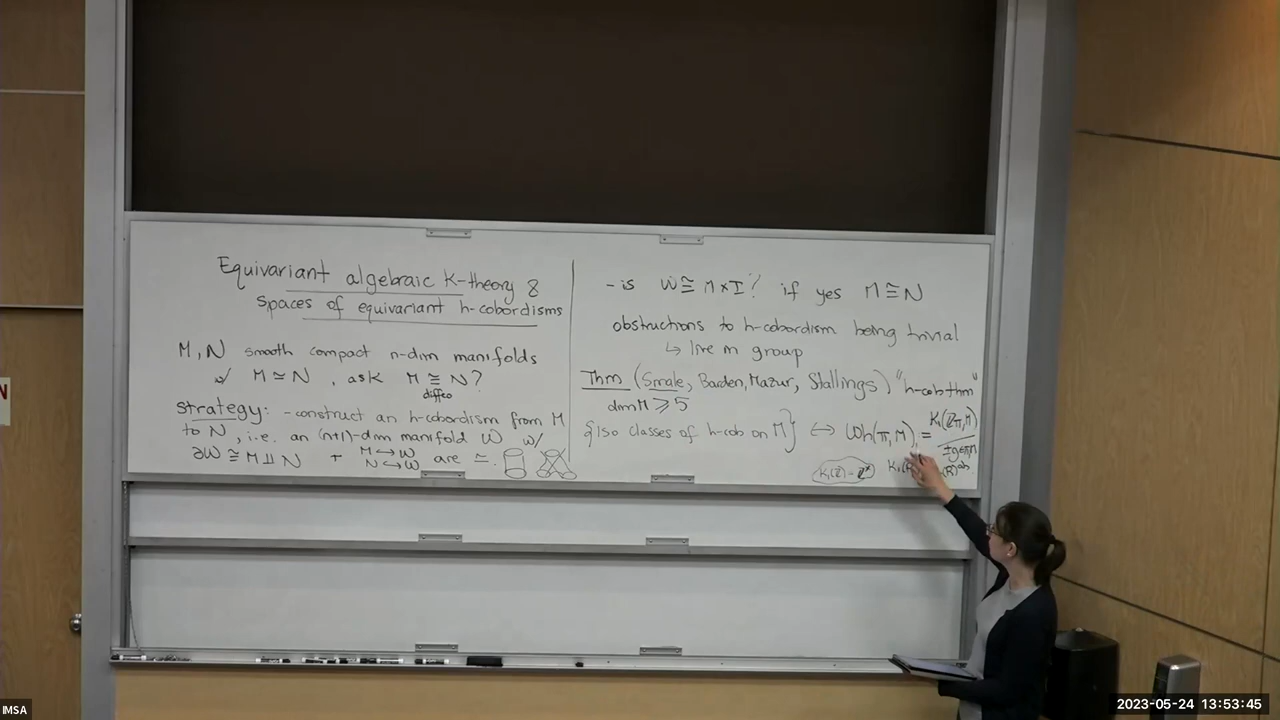 Equivariant algebraic K-theory &
spaces of equivariant h-cobordisms
M, N smooth compact n-dim manifolds
w/ M ≃ N , ask M ≅ N?
diffeo
Strategy: - construct an h-cobordism from M
to N, i.e. an (n+1)-dim manifold W w/
∂W ≅ M ⊔ N + M ↪ W
N ↪ W are ≃.
- is W ≅ M × I? if yes M ≅ N
obstructions to h-cobordism being trivial
↳ live in group
Thm (Smale, Barden, Mazur, Stallings) "h-cob thm"
dim M ⩾ 5
{iso classes of h-cob on M} ↔ Wh(π₁M) = K₁(ℤπ₁M)
±g∈π₁M
K₁(ℤ) = ℤˣ
N
IMSA
2023-05-24 13:53:45